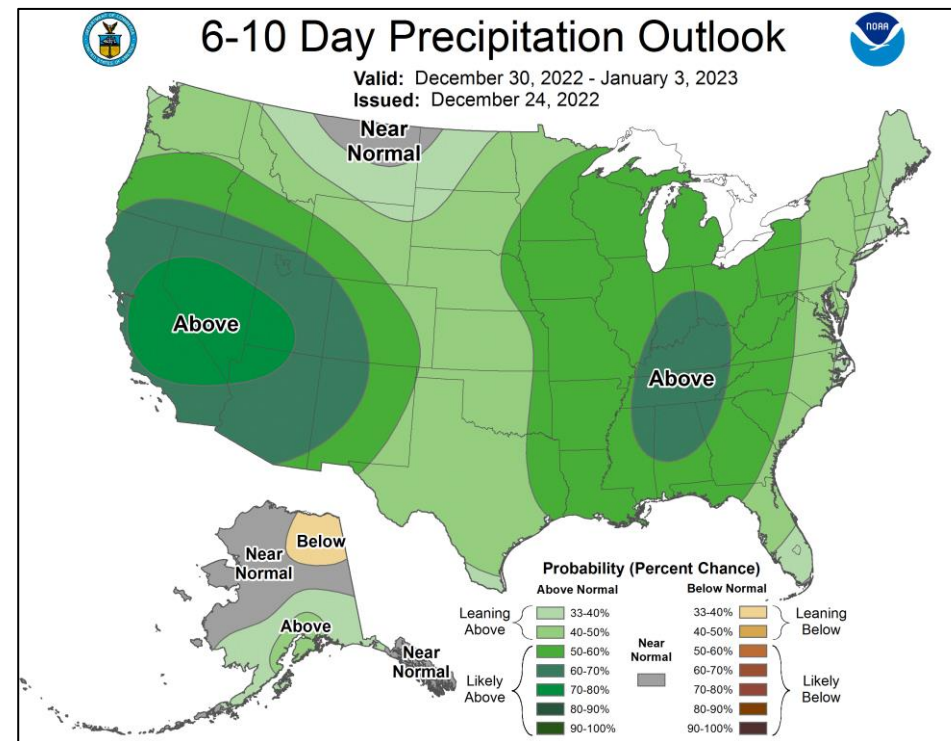 6-10 Day Precipitation Outlook
NOAA
Valid: December 30, 2022 - January 3, 2023
Issued: December 24, 2022
Near
Normal
Above
Above
Below
Near
Normal
Above
Near
Normal
Probability (Percent Chance)
Above Normal
Below Normal
Leaning
Above
33-40%
40-50%
Likely
Above
50-60%
60-70%
70-80%
80-90%
90-100%
Near
Normal
33-40%
40-50%
Leaning
Below
50-60%
60-70%
70-80%
80-90%
90-100%
Likely
Below